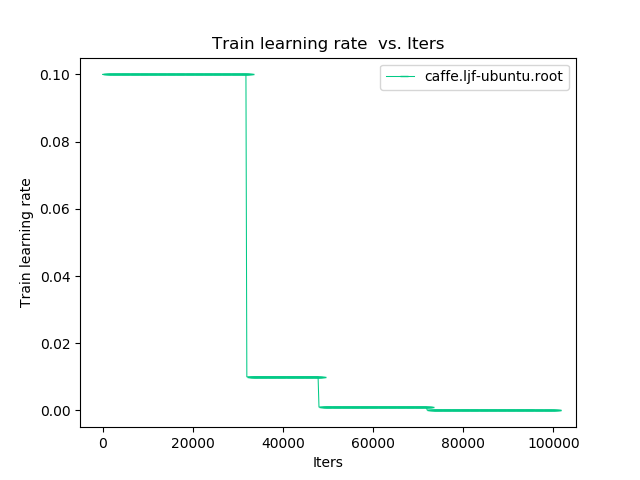 Train learning rate  vs. Iters
caffe.ljf-ubuntu.root
Train learning rate
0.10
0.08
0.06
0.04
0.02
0.00
0 20000 40000 60000 80000 100000
Iters